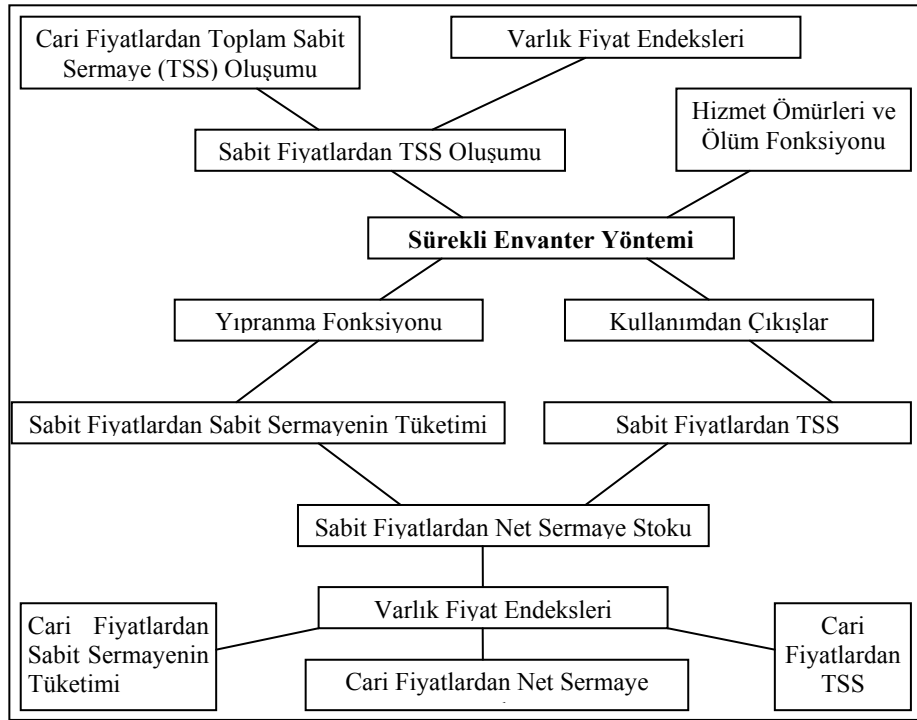 Cari Fiyatlardan Toplam Sabit
Sermaye (TSS) Oluşumu
Varlık Fiyat Endeksleri
Hizmet Ömürleri ve
Ölüm Fonksiyonu
Sabit Fiyatlardan TSS Oluşumu
Sürekli Envanter Yöntemi
Yıpranma Fonksiyonu
Kullanımdan Çıkışlar
Sabit Fiyatlardan Sabit Sermayenin Tüketimi
Sabit Fiyatlardan TSS
Sabit Fiyatlardan Net Sermaye Stoku
Varlık Fiyat Endeksleri
Cari Fiyatlardan
Sabit Sermayenin
Tüketimi
Cari Fiyatlardan Net Sermaye
Cari
Fiyatlardan
TSS